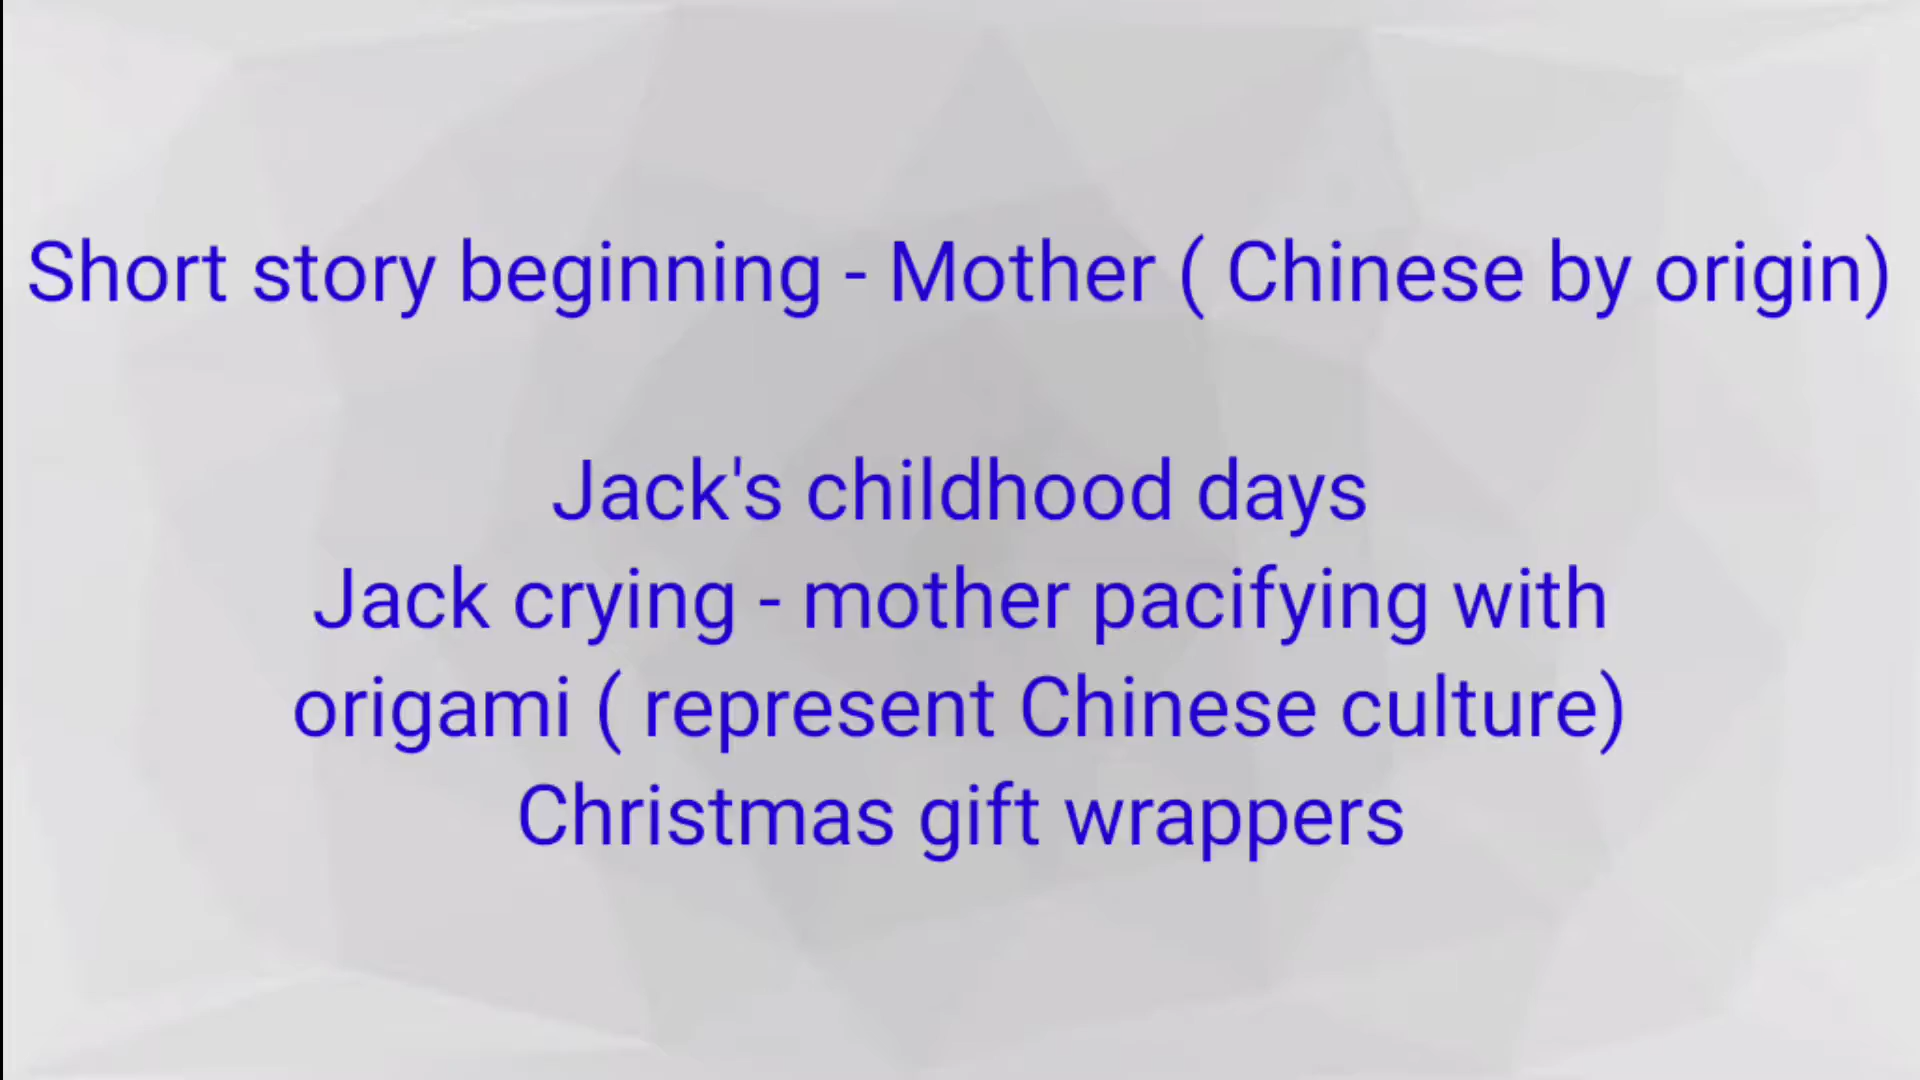 Short story beginning - Mother ( Chinese by origin)
Jack's childhood days
Jack crying - mother pacifying with
origami ( represent Chinese culture)
Christmas gift wrappers